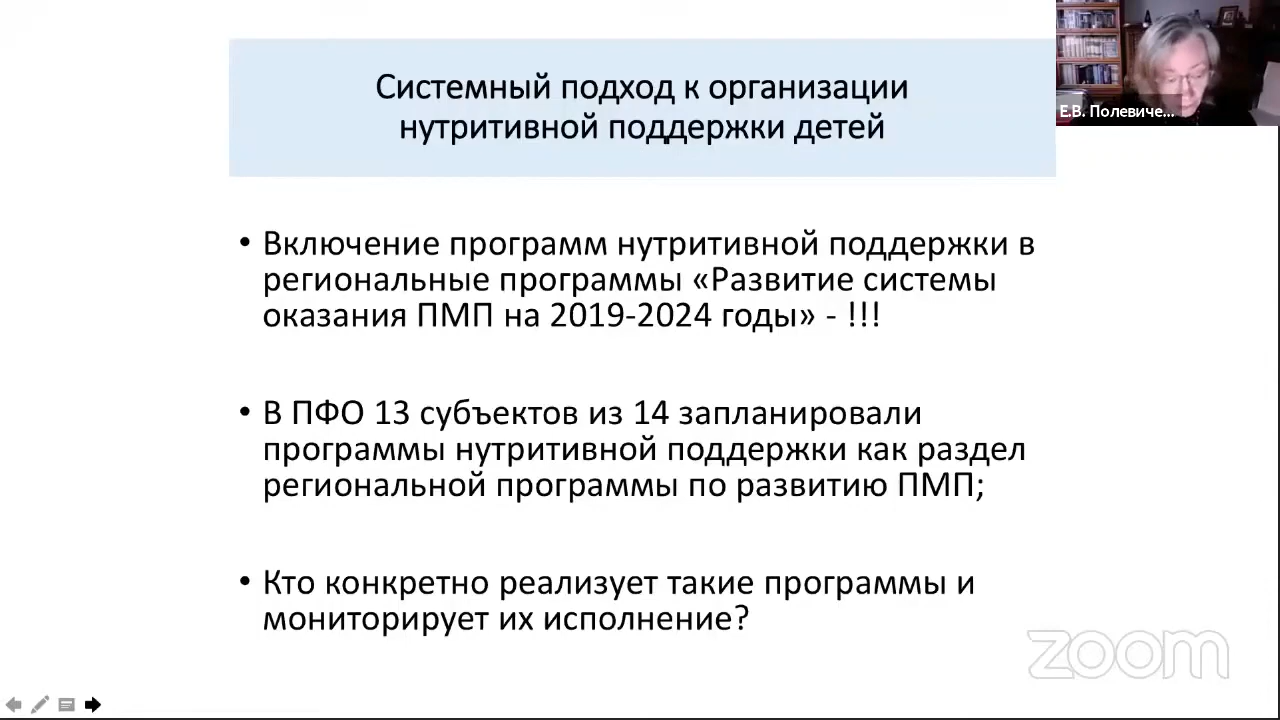 Системный подход к организации
нутритивной поддержки детей
Е.В. Полевиче...
• Включение программ нутритивной поддержки в
региональные программы «Развитие системы
оказания ПМП на 2019-2024 годы» - !!!
• В ПФО 13 субъектов из 14 запланировали
программы нутритивной поддержки как раздел
региональной программы по развитию ПМП;
• Кто конкретно реализует такие программы и
мониторирует их исполнение?
zoom